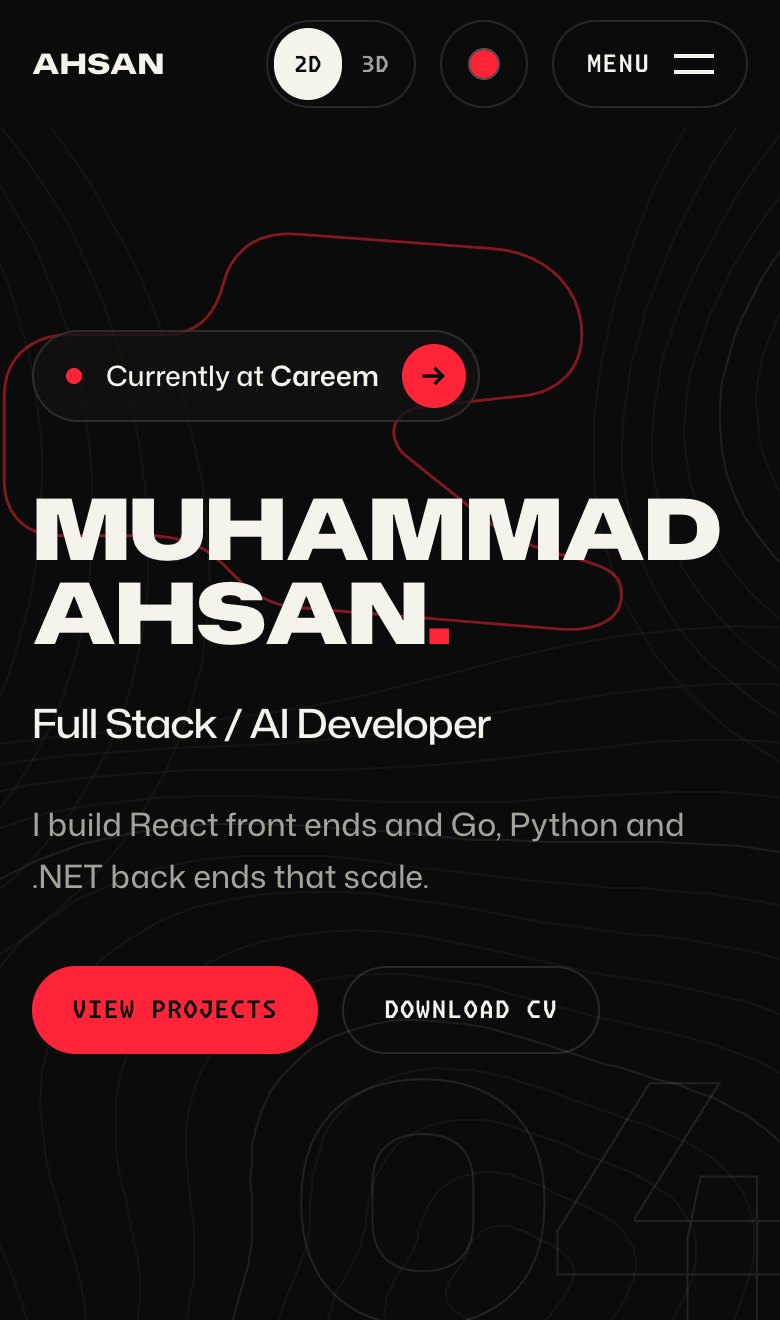 AHSAN
2D 3D
MENU
Currently at Careem
MUHAMMAD
AHSAN.
Full Stack / AI Developer
I build React front ends and Go, Python and
.NET back ends that scale.
VIEW PROJECTS
DOWNLOAD CV
04